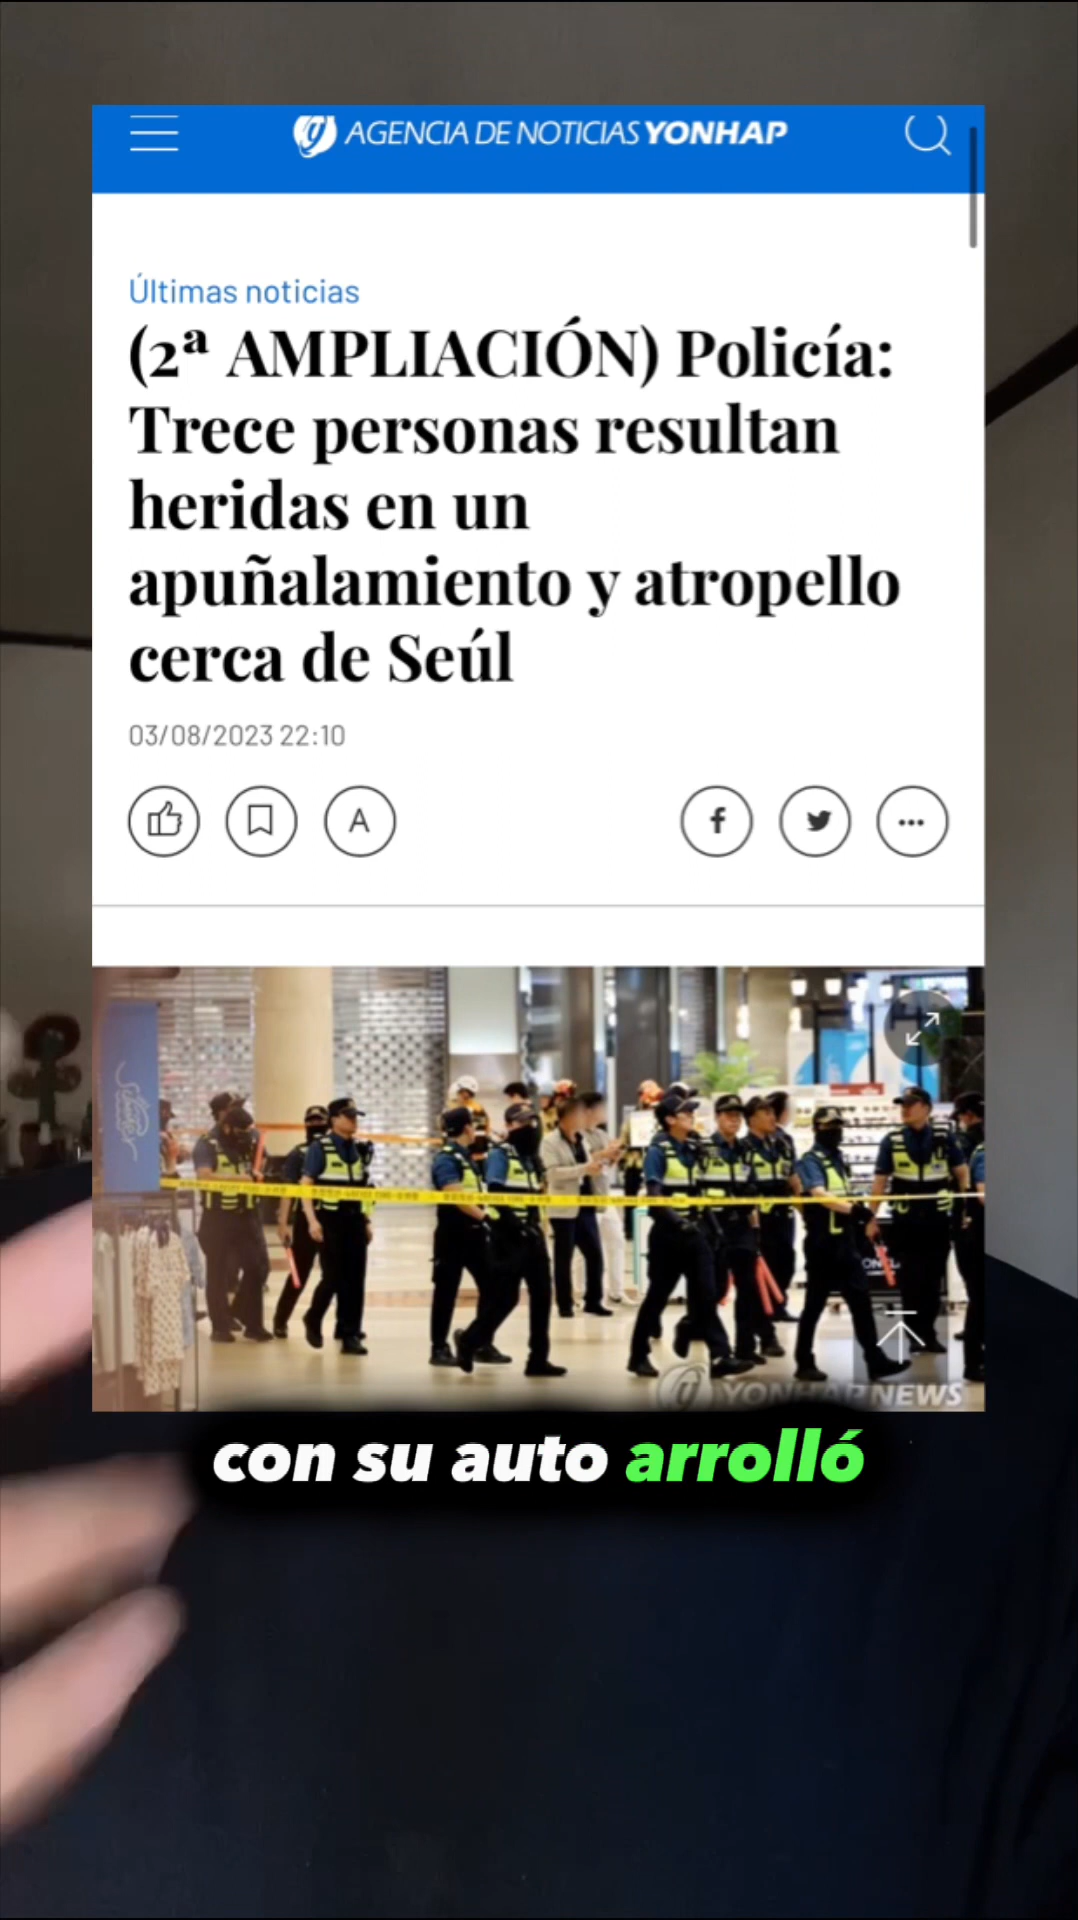 AGENCIA DE NOTICIAS YONHAP
Últimas noticias
(2ª AMPLIACIÓN) Policía:
Trece personas resultan
heridas en un
apuñalamiento y atropello
cerca de Seúl
03/08/2023 22:10
A
YONHAPNEWS
con su auto arrolló